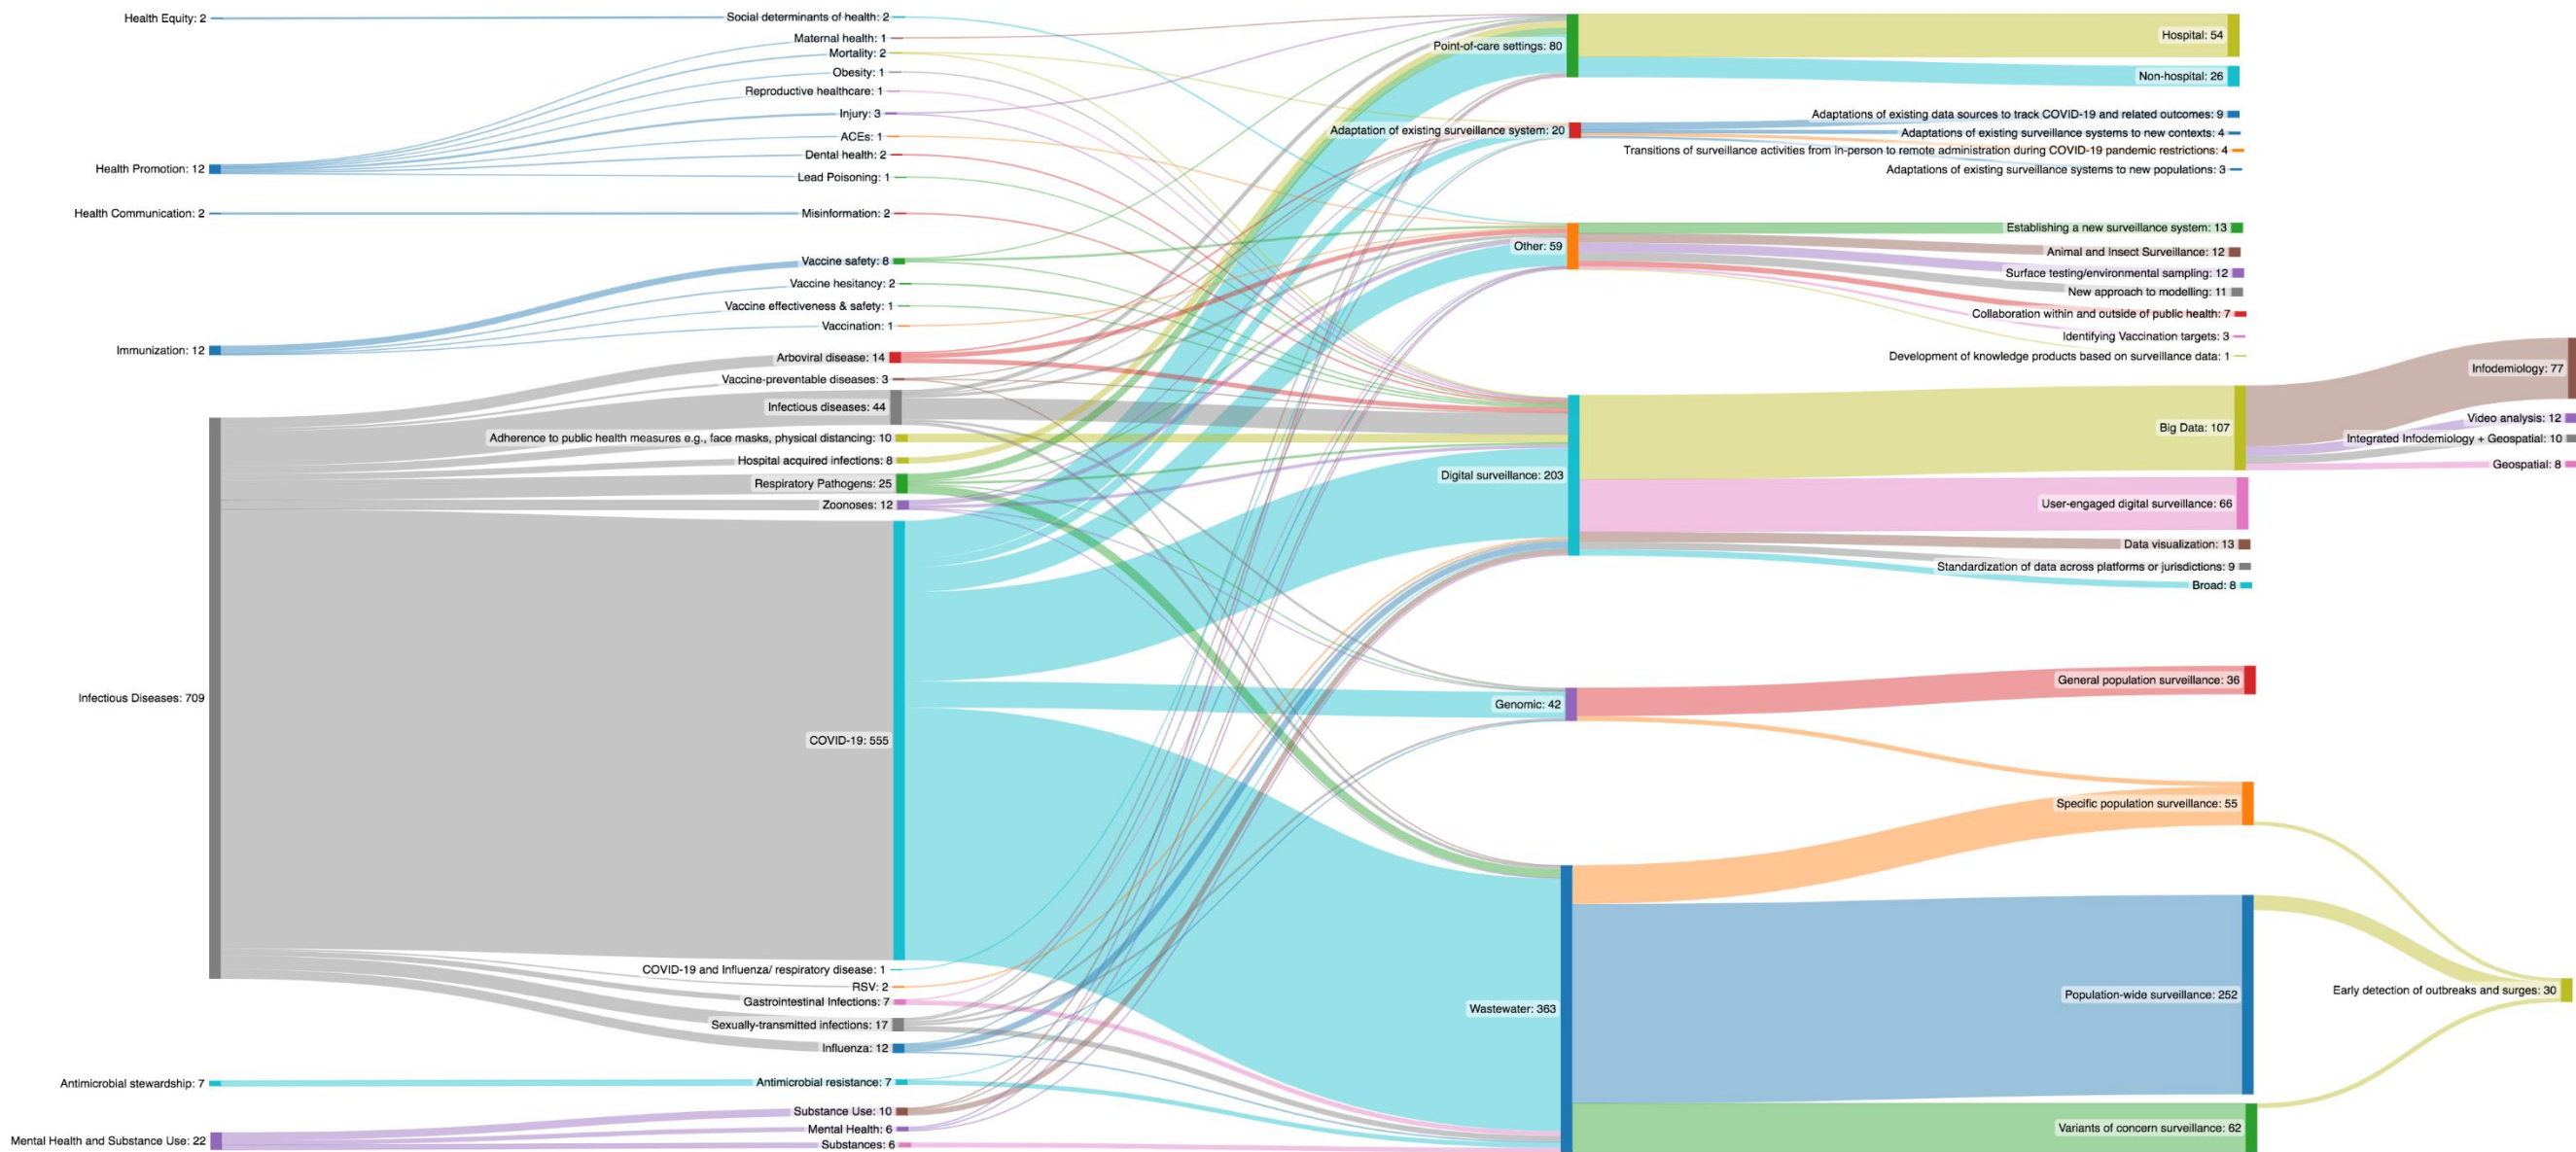 Health Equity: 2
Health Promotion: 12
Health Communication: 2
Immunization: 12
Infectious Diseases: 709
Antimicrobial stewardship: 7
Mental Health and Substance Use: 22
Social determinants of health: 2
Maternal health: 1
Mortality: 2
Obesity: 1
Reproductive healthcare: 1
Injury: 3
ACEs: 1
Dental health: 2
Lead Poisoning: 1
Misinformation: 2
Vaccine safety: 8
Vaccine hesitancy: 2
Vaccine effectiveness & safety: 1
Vaccination: 1
Arboviral disease: 14
Vaccine-preventable diseases: 3
Infectious diseases: 44
Adherence to public health measures e.g., face masks, physical distancing: 10
Hospital acquired infections: 8
Respiratory Pathogens: 25
Zoonoses: 12
COVID-19: 555
COVID-19 and Influenza/ respiratory disease: 1
RSV: 2
Gastrointestinal Infections: 7
Sexually-transmitted infections: 17
Influenza: 12
Antimicrobial resistance: 7
Substance Use: 10
Mental Health: 6
Substances: 6
Point-of-care settings: 80
Adaptation of existing surveillance system: 20
Other: 59
Digital surveillance: 203
Genomic: 42
Wastewater: 363
Hospital: 54
Non-hospital: 26
Adaptations of existing data sources to track COVID-19 and related outcomes: 9
Adaptations of existing surveillance systems to new contexts: 4
Transitions of surveillance activities from in-person to remote administration during COVID-19 pandemic restrictions: 4
Adaptations of existing surveillance systems to new populations: 3
Establishing a new surveillance system: 13
Animal and Insect Surveillance: 12
Surface testing/environmental sampling: 12
New approach to modelling: 11
Collaboration within and outside of public health: 7
Identifying Vaccination targets: 3
Development of knowledge products based on surveillance data: 1
Big Data: 107
User-engaged digital surveillance: 66
Data visualization: 13
Standardization of data across platforms or jurisdictions: 9
Broad: 8
General population surveillance: 36
Specific population surveillance: 55
Population-wide surveillance: 252
Variants of concern surveillance: 62
Infodemiology: 77
Video analysis: 12
Integrated Infodemiology + Geospatial: 10
Geospatial: 8
Early detection of outbreaks and surges: 30